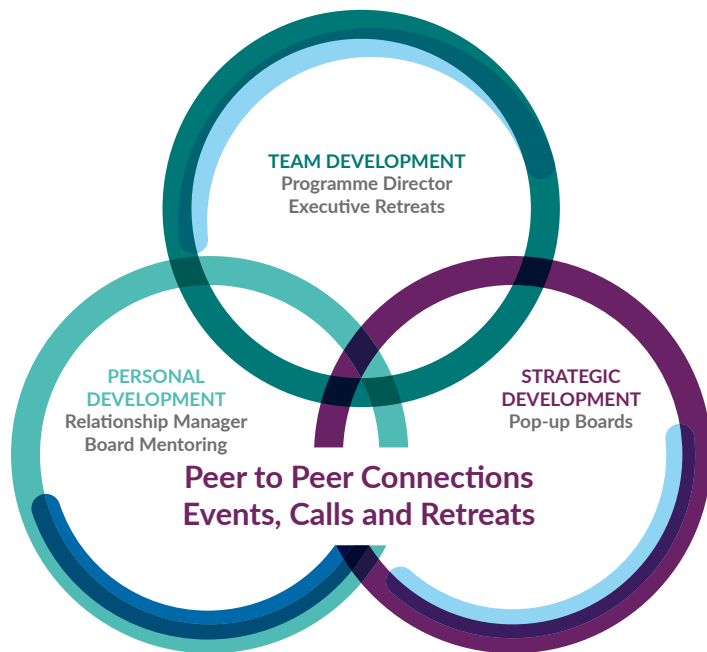 TEAM DEVELOPMENT
Programme Director
Executive Retreats
PERSONAL
DEVELOPMENT
Relationship Manager
Board Mentoring
STRATEGIC
DEVELOPMENT
Pop-up Boards
Peer to Peer Connections
Events, Calls and Retreats